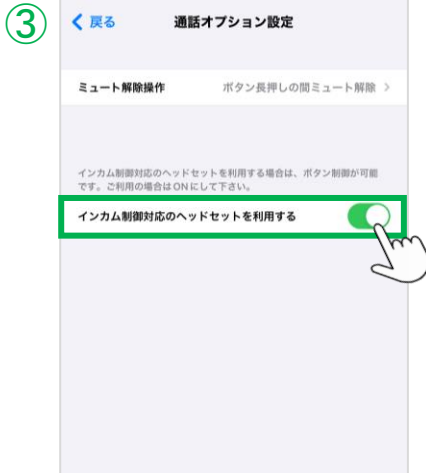 ③
戻る 通話オプション設定
ミュート解除操作 ボタン長押しの間ミュート解除
インカム制御対応のヘッドセットを利用する場合は、ボタン制御が可能
です。ご利用の場合はONにして下さい。
インカム制御対応のヘッドセットを利用する